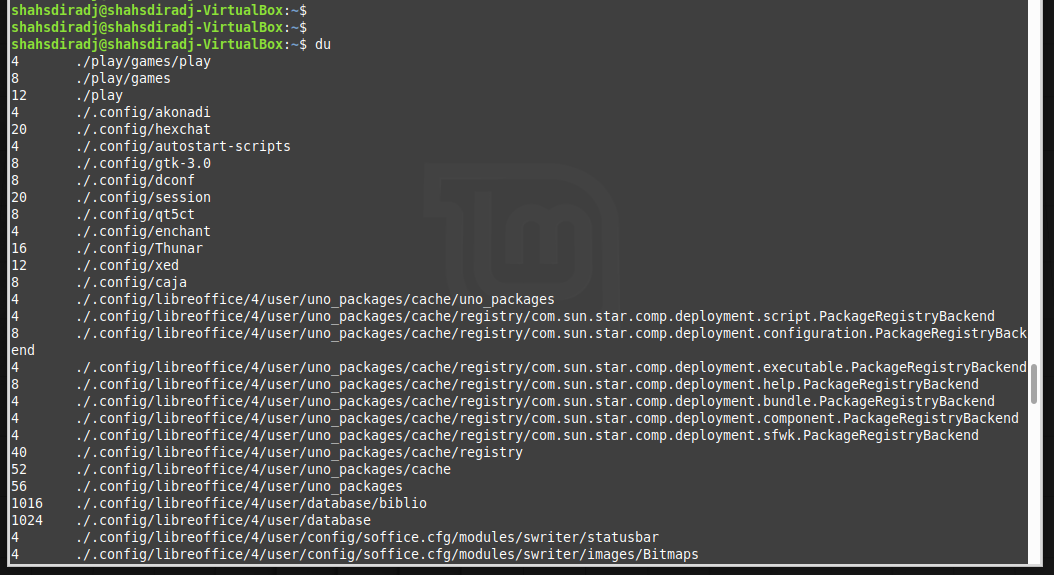 shahsdiradj@shahsdiradj-VirtualBox:~$
shahsdiradj@shahsdiradj-VirtualBox:~$
shahsdiradj@shahsdiradj-VirtualBox:~$ du
4       ./play/games/play
8       ./play/games
12      ./play
4       ./.config/akonadi
20      ./.config/hexchat
4       ./.config/autostart-scripts
8       ./.config/gtk-3.0
8       ./.config/dconf
20      ./.config/session
8       ./.config/qt5ct
4       ./.config/enchant
16      ./.config/Thunar
12      ./.config/xed
8       ./.config/caja
4       ./.config/libreoffice/4/user/uno_packages/cache/uno_packages
4       ./.config/libreoffice/4/user/uno_packages/cache/registry/com.sun.star.comp.deployment.script.PackageRegistryBackend
8       ./.config/libreoffice/4/user/uno_packages/cache/registry/com.sun.star.comp.deployment.configuration.PackageRegistryBack
end
4       ./.config/libreoffice/4/user/uno_packages/cache/registry/com.sun.star.comp.deployment.executable.PackageRegistryBackend
8       ./.config/libreoffice/4/user/uno_packages/cache/registry/com.sun.star.comp.deployment.help.PackageRegistryBackend
4       ./.config/libreoffice/4/user/uno_packages/cache/registry/com.sun.star.comp.deployment.bundle.PackageRegistryBackend
4       ./.config/libreoffice/4/user/uno_packages/cache/registry/com.sun.star.comp.deployment.component.PackageRegistryBackend
4       ./.config/libreoffice/4/user/uno_packages/cache/registry/com.sun.star.comp.deployment.sfwk.PackageRegistryBackend
40      ./.config/libreoffice/4/user/uno_packages/cache/registry
52      ./.config/libreoffice/4/user/uno_packages/cache
56      ./.config/libreoffice/4/user/uno_packages
1016    ./.config/libreoffice/4/user/database/biblio
1024    ./.config/libreoffice/4/user/database
4       ./.config/libreoffice/4/user/config/soffice.cfg/modules/swriter/statusbar
4       ./.config/libreoffice/4/user/config/soffice.cfg/modules/swriter/images/Bitmaps